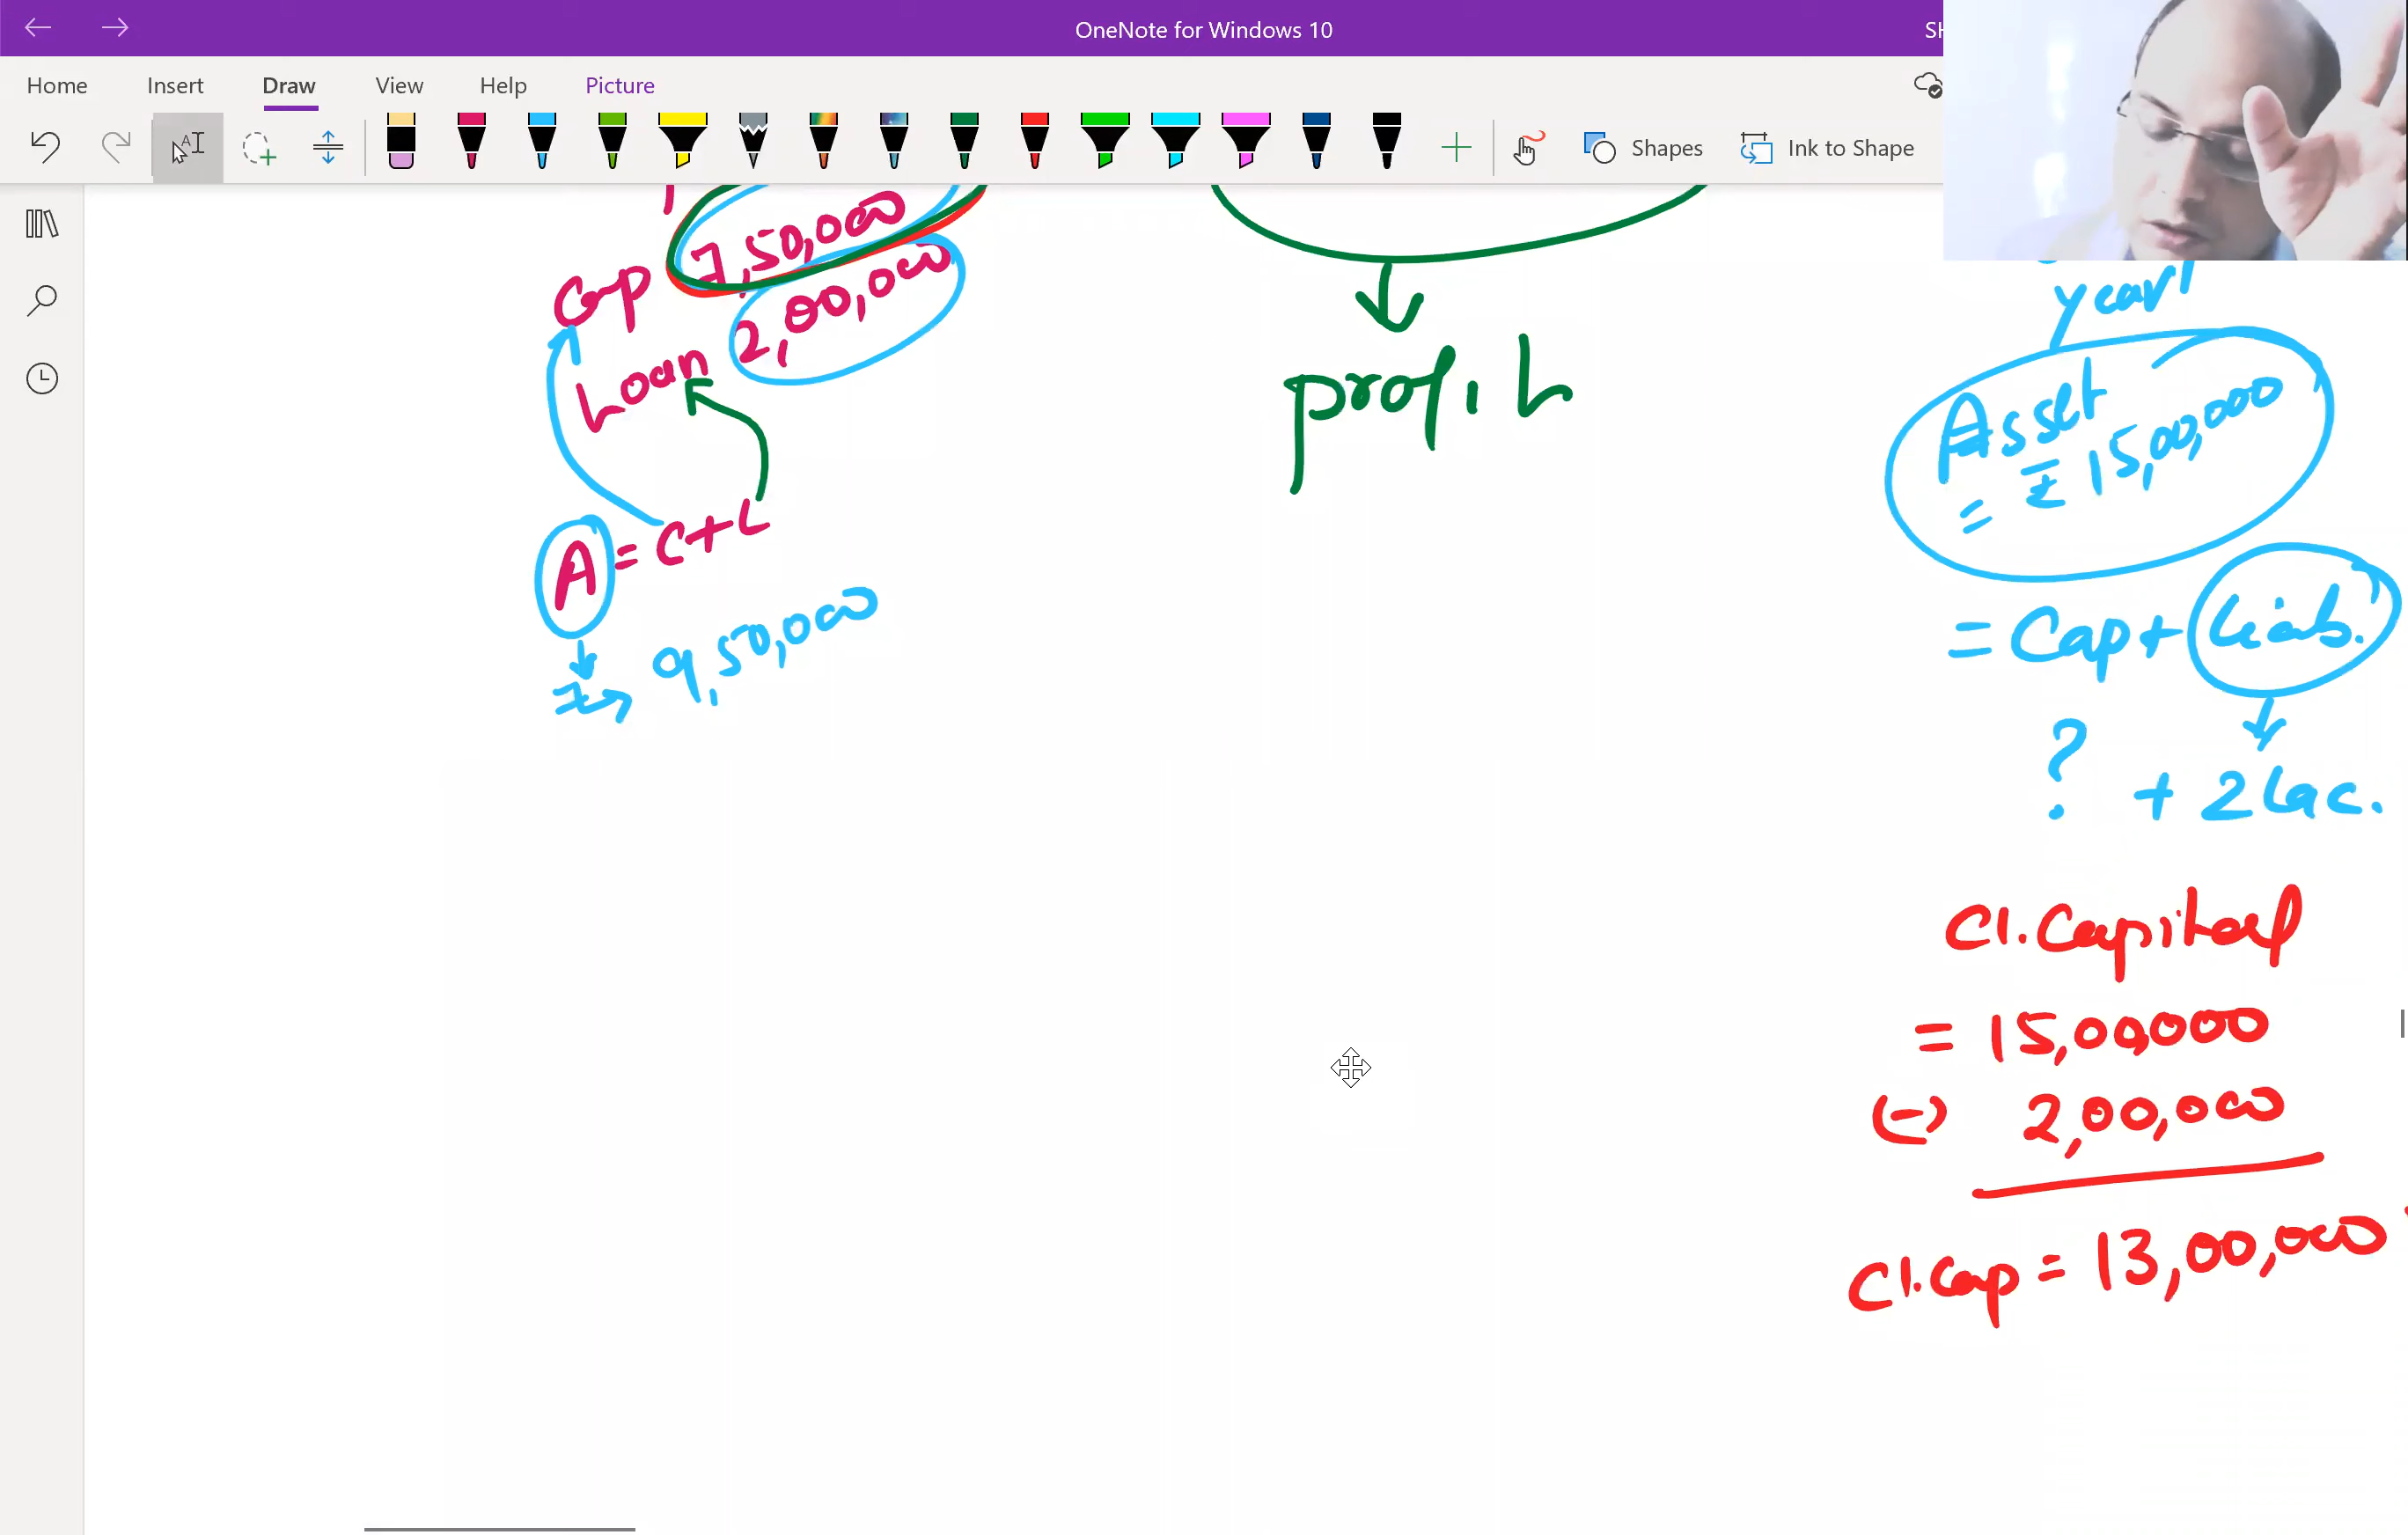 OneNote for Windows 10
Home Insert Draw View Help Picture
Shapes Ink to Shape
Cap 7,50,000
Loan 2,00,000
A = C+L
₹ 9,50,000
profit
year
Asset
= ₹ 15,00,000
= Cap + Liab.
? + 2 Lac.
Cl. Capital
= 15,00,000
(-) 2,00,000
Cl. Cap = 13,00,000